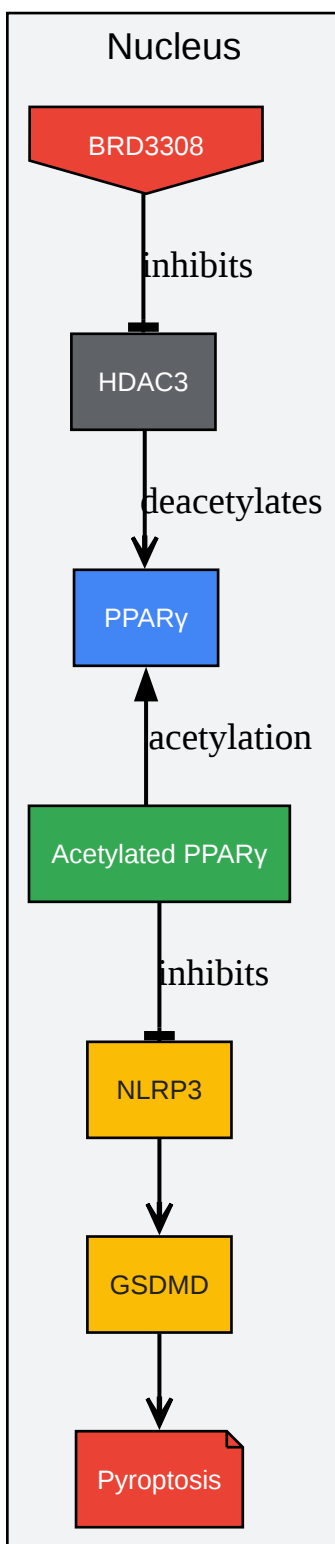 Nucleus
BRD3308
inhibits
HDAC3
deacetylates
PPARγ
acetylation
Acetylated PPARγ
inhibits
NLRP3
GSDMD
Pyroptosis